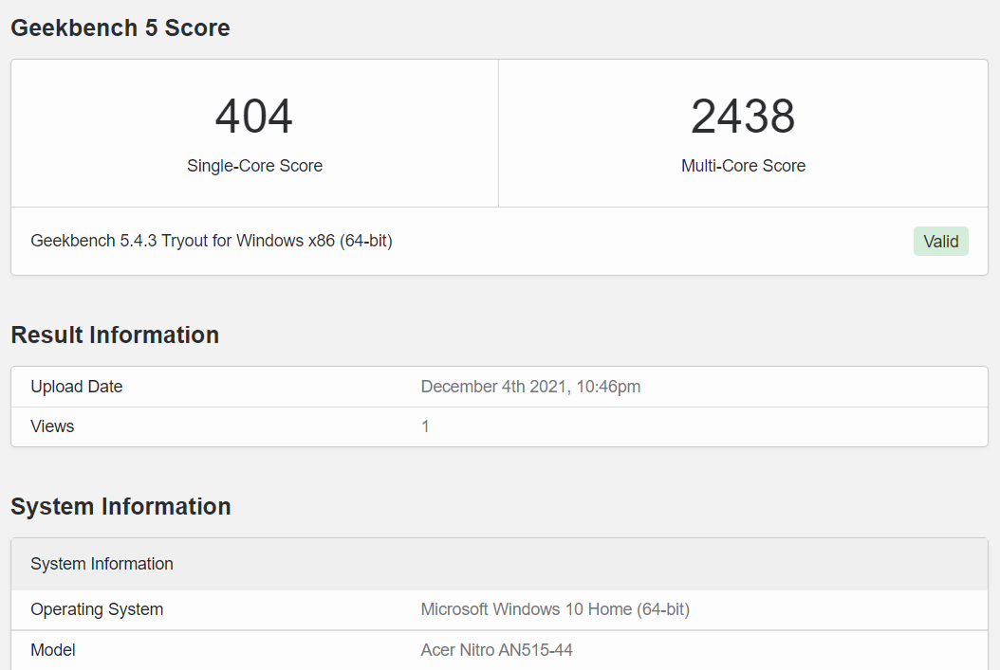 Geekbench 5 Score
404
Single-Core Score
2438
Multi-Core Score
Geekbench 5.4.3 Tryout for Windows x86 (64-bit)
Valid
Result Information
Upload Date
December 4th 2021, 10:46pm
Views
1
System Information
System Information
Operating System
Microsoft Windows 10 Home (64-bit)
Model
Acer Nitro AN515-44